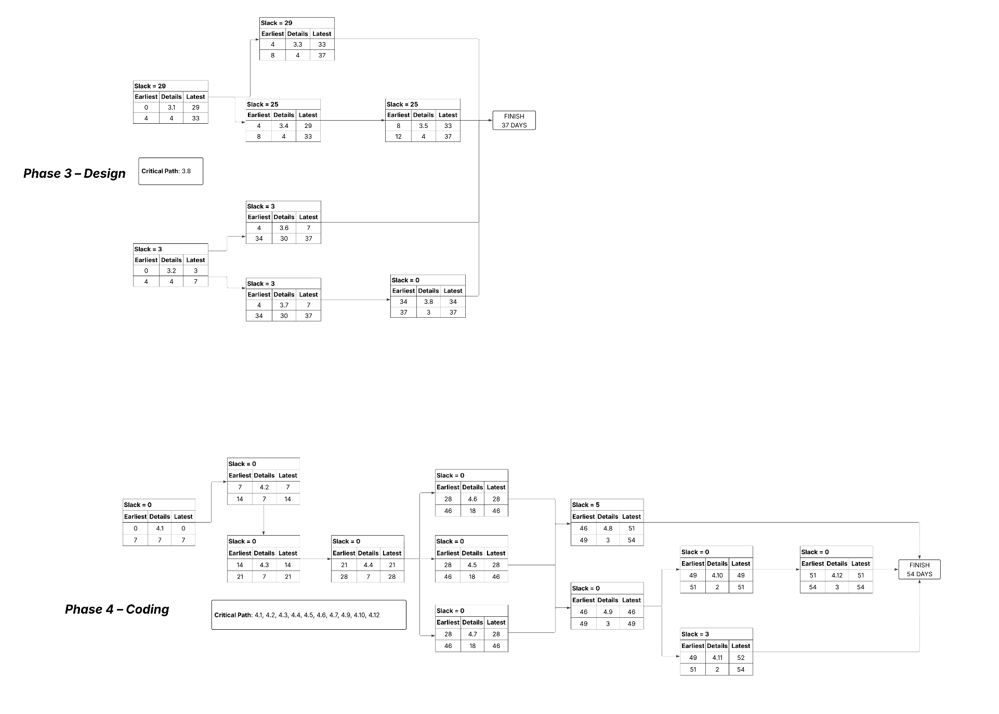 Slack = 29
Earliest Details Latest
4 3.3 33
8 4 37
Slack = 29
Earliest Details Latest
0 3.1 29
4 4 33
Slack = 25
Earliest Details Latest
4 3.4 29
8 4 33
Slack = 25
Earliest Details Latest
8 3.5 33
12 4 37
FINISH
37 DAYS
Phase 3 – Design
Critical Path: 3.8
Slack = 3
Earliest Details Latest
4 3.6 7
34 30 37
Slack = 3
Earliest Details Latest
0 3.2 3
4 4 7
Slack = 3
Earliest Details Latest
4 3.7 7
34 30 37
Slack = 0
Earliest Details Latest
34 3.8 34
37 3 37
Slack = 0
Earliest Details Latest
7 4.2 7
14 7 14
Slack = 0
Earliest Details Latest
0 4.1 0
7 7 7
Slack = 0
Earliest Details Latest
14 4.3 14
21 7 21
Slack = 0
Earliest Details Latest
21 4.4 21
28 7 28
Slack = 0
Earliest Details Latest
28 4.6 28
46 18 46
Slack = 0
Earliest Details Latest
28 4.5 28
46 18 46
Slack = 0
Earliest Details Latest
28 4.7 28
46 18 46
Slack = 5
Earliest Details Latest
46 4.8 51
49 3 54
Slack = 0
Earliest Details Latest
46 4.9 46
49 3 49
Slack = 0
Earliest Details Latest
49 4.10 49
51 2 51
Slack = 0
Earliest Details Latest
51 4.12 51
54 3 54
FINISH
54 DAYS
Slack = 3
Earliest Details Latest
49 4.11 52
51 2 54
Phase 4 – Coding
Critical Path: 4.1, 4.2, 4.3, 4.4, 4.5, 4.6, 4.7, 4.9, 4.10, 4.12